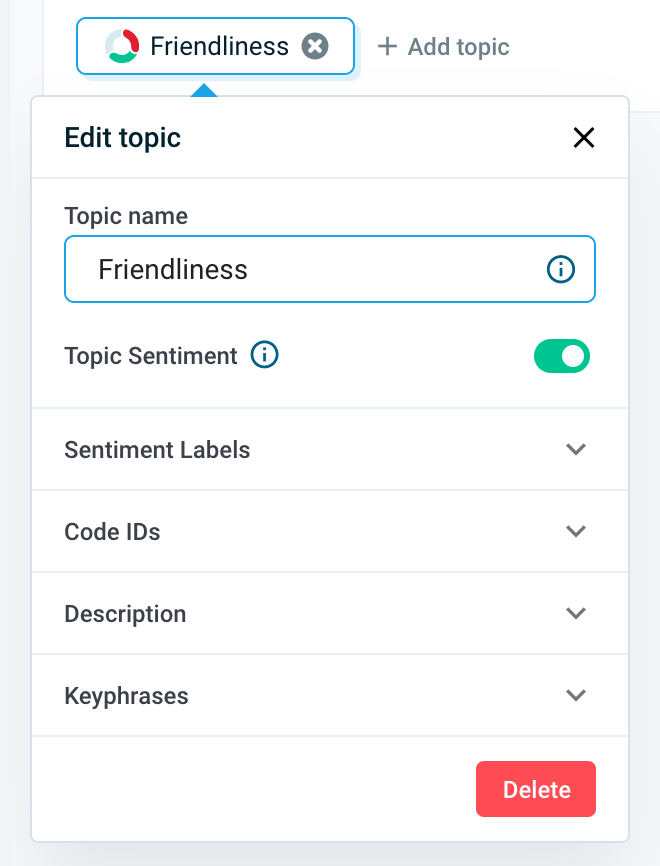 Friendliness + Add topic
Edit topic
Topic name
Friendliness
Topic Sentiment
Sentiment Labels
Code IDs
Description
Keyphrases
Delete